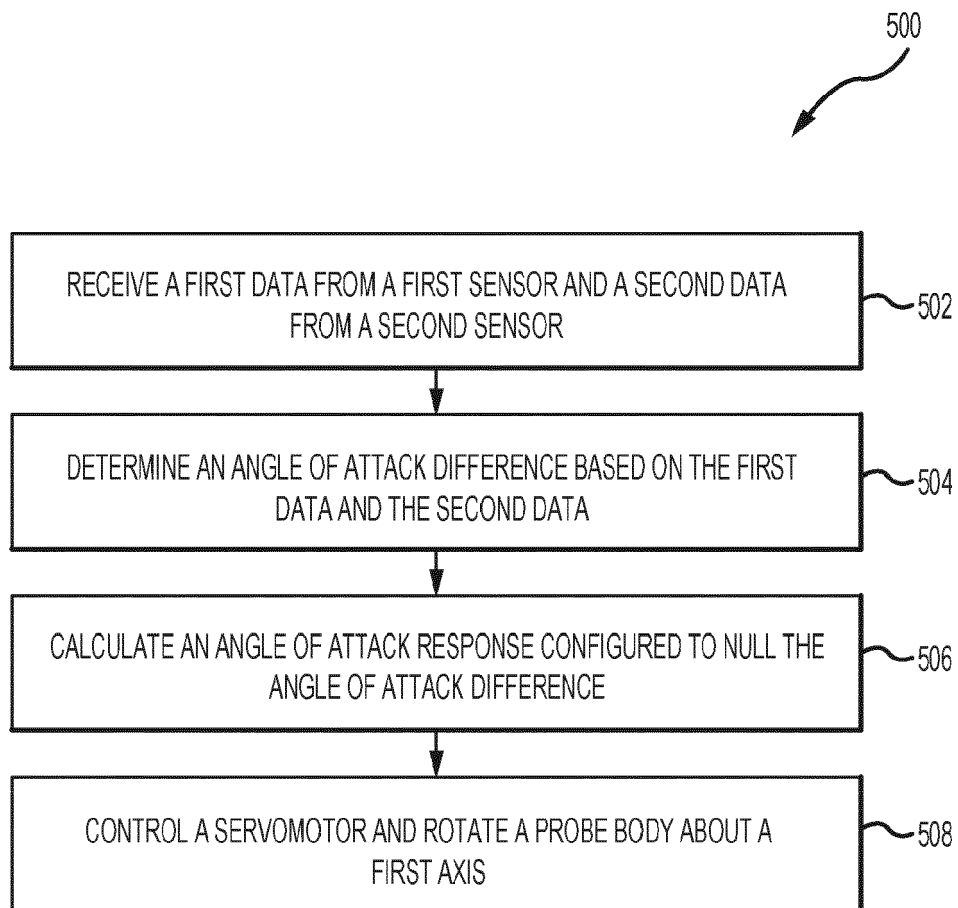 500
RECEIVE A FIRST DATA FROM A FIRST SENSOR AND A SECOND DATA
FROM A SECOND SENSOR
502
DETERMINE AN ANGLE OF ATTACK DIFFERENCE BASED ON THE FIRST
DATA AND THE SECOND DATA
504
CALCULATE AN ANGLE OF ATTACK RESPONSE CONFIGURED TO NULL THE
ANGLE OF ATTACK DIFFERENCE
506
CONTROL A SERVOMOTOR AND ROTATE A PROBE BODY ABOUT A
FIRST AXIS
508